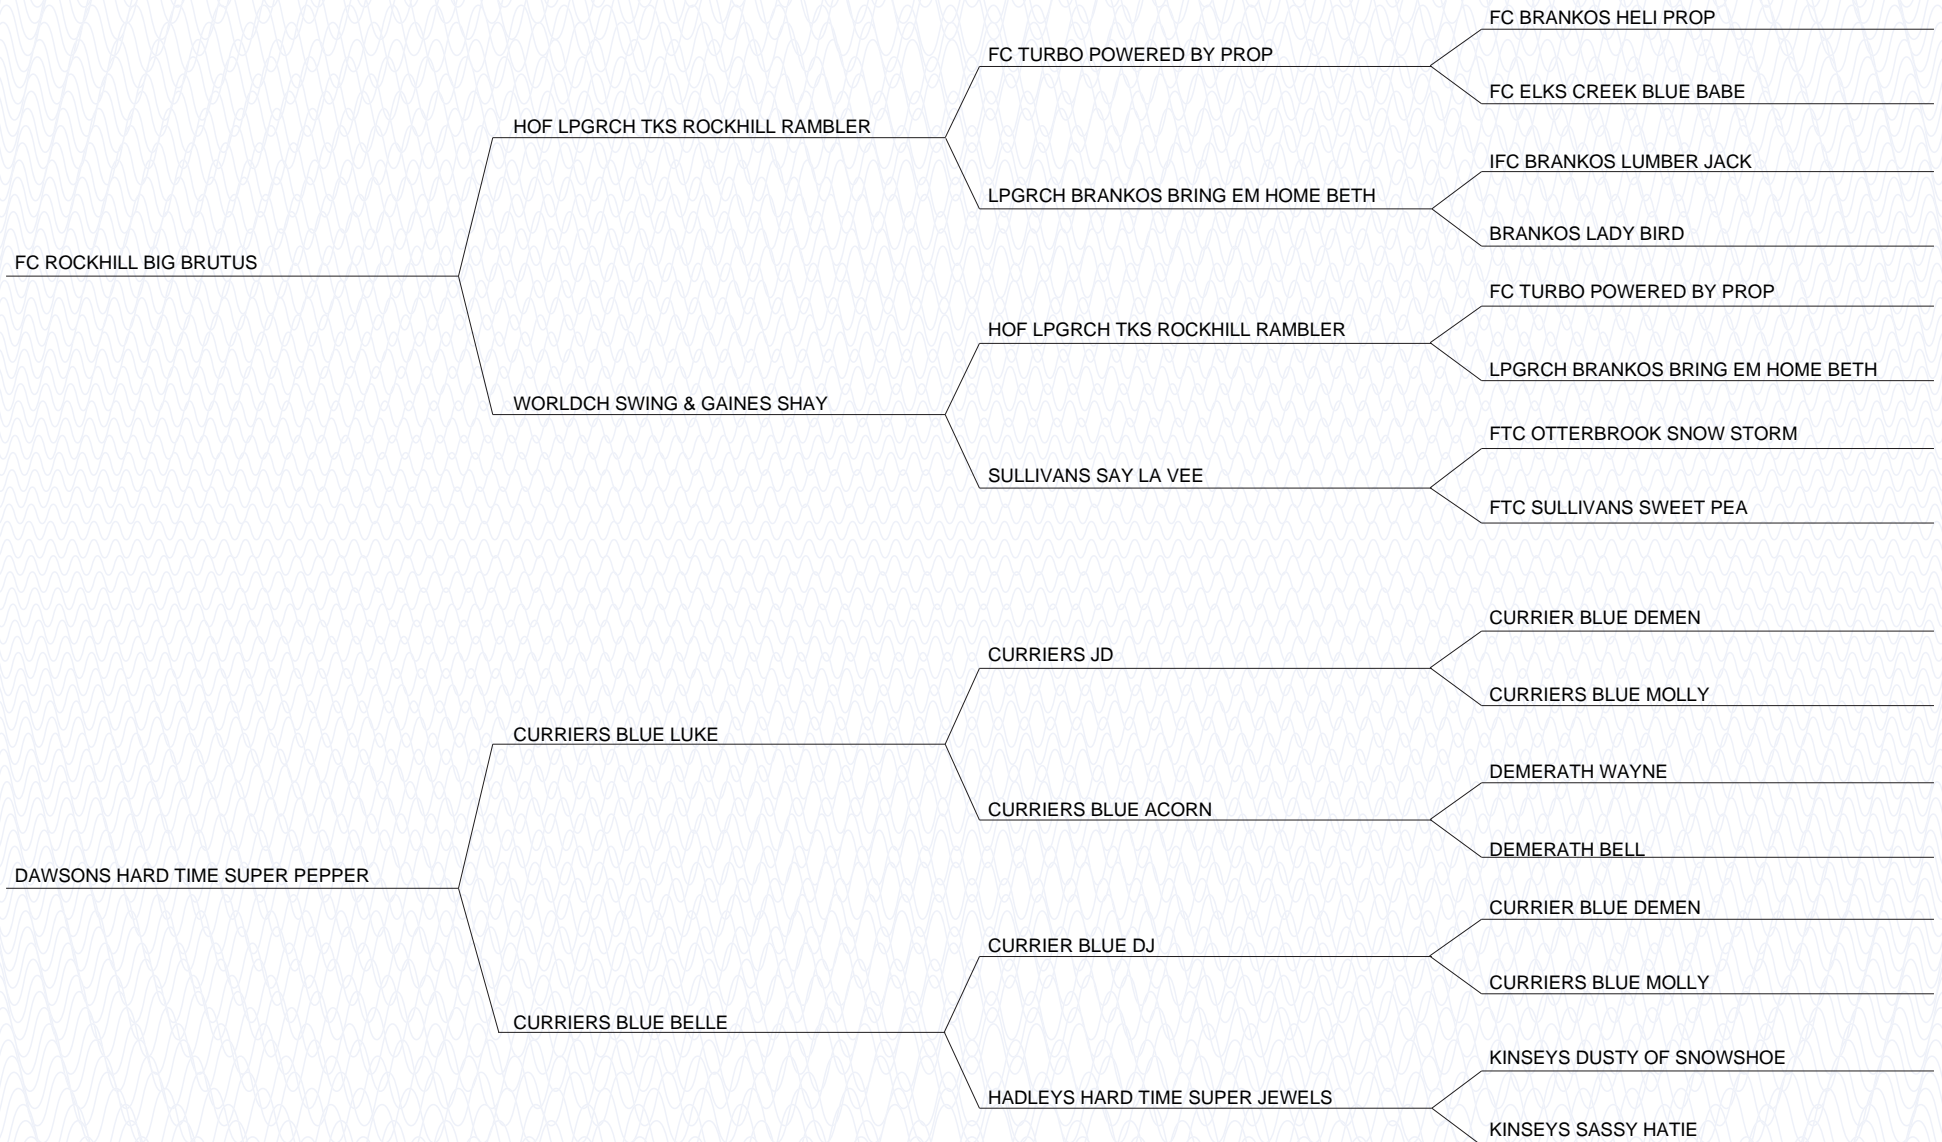 FC BRANKOS HELI PROP
FC TURBO POWERED BY PROP
FC ELKS CREEK BLUE BABE
HOF LPGRCH TKS ROCKHILL RAMBLER
IFC BRANKOS LUMBER JACK
LPGRCH BRANKOS BRING EM HOME BETH
BRANKOS LADY BIRD
FC ROCKHILL BIG BRUTUS
FC TURBO POWERED BY PROP
HOF LPGRCH TKS ROCKHILL RAMBLER
LPGRCH BRANKOS BRING EM HOME BETH
WORLDCH SWING & GAINES SHAY
FTC OTTERBROOK SNOW STORM
SULLIVANS SAY LA VEE
FTC SULLIVANS SWEET PEA
CURRIER BLUE DEMEN
CURRIERS JD
CURRIERS BLUE MOLLY
CURRIERS BLUE LUKE
DEMERATH WAYNE
CURRIERS BLUE ACORN
DEMERATH BELL
DAWSONS HARD TIME SUPER PEPPER
CURRIER BLUE DEMEN
CURRIER BLUE DJ
CURRIERS BLUE MOLLY
CURRIERS BLUE BELLE
KINSEYS DUSTY OF SNOWSHOE
HADLEYS HARD TIME SUPER JEWELS
KINSEYS SASSY HATIE